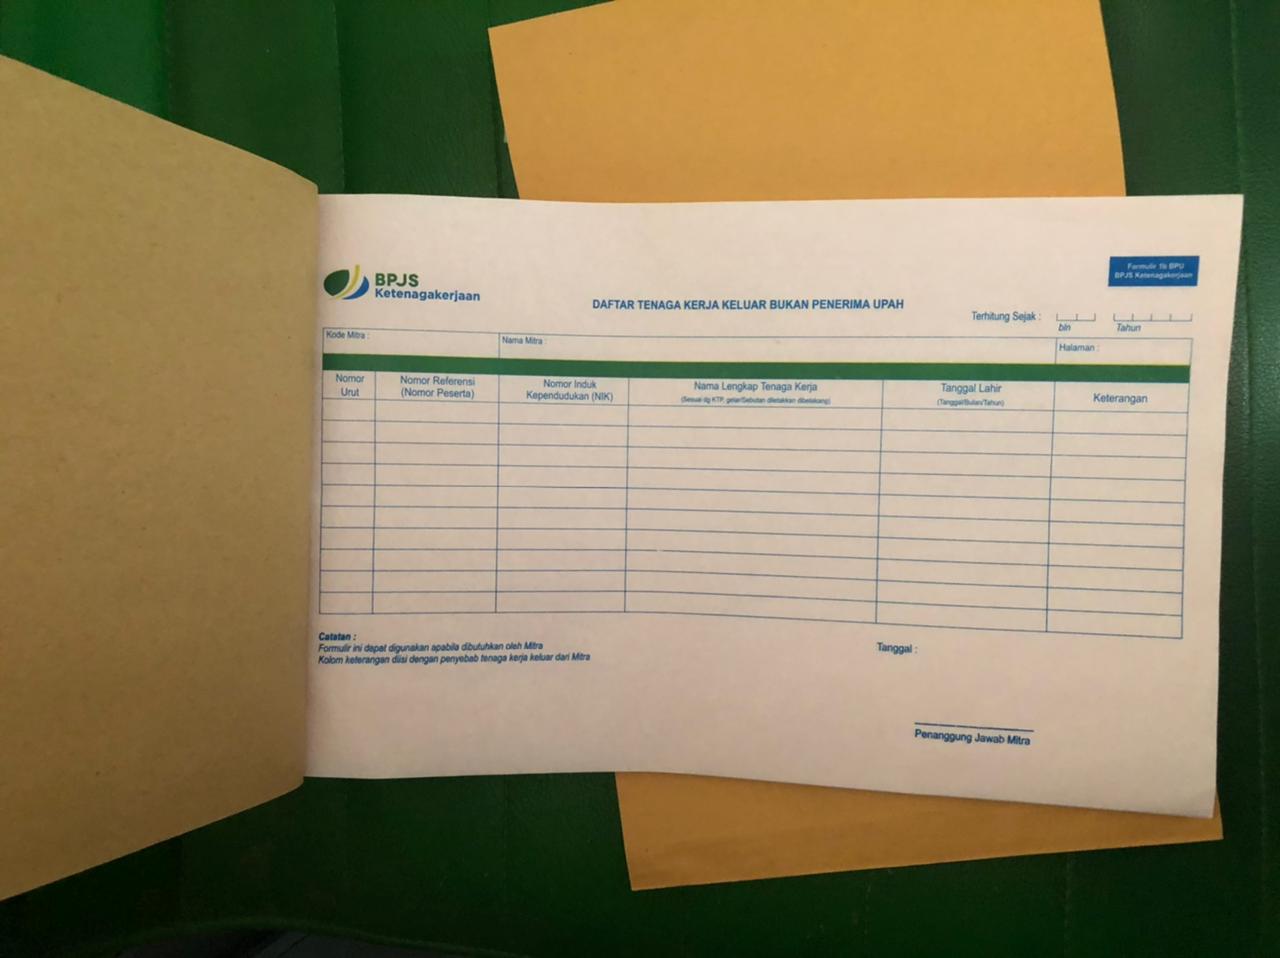 BPJS
Ketenagakerjaan
Formulir 1b BPU
BPJS Ketenagakerjaan
DAFTAR TENAGA KERJA KELUAR BUKAN PENERIMA UPAH
Terhitung Sejak :
bln Tahun
Kode Mitra : Nama Mitra : Halaman :
Nomor Urut
Nomor Referensi
(Nomor Peserta)
Nomor Induk
Kependudukan (NIK)
Nama Lengkap Tenaga Kerja
(Sesuai dg KTP, gelar/Sebutan diletakkan dibelakang)
Tanggal Lahir
(Tanggal/Bulan/Tahun)
Keterangan
Catatan :
Formulir ini dapat digunakan apabila dibutuhkan oleh Mitra
Kolom keterangan diisi dengan penyebab tenaga kerja keluar dari Mitra
Tanggal :
Penanggung Jawab Mitra